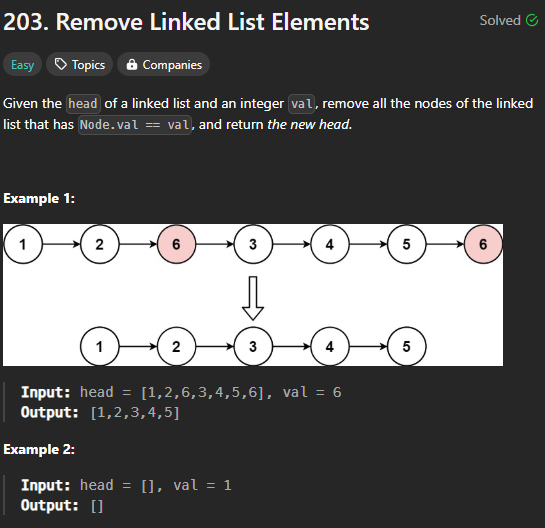 203. Remove Linked List Elements
Solved
Easy Topics Companies
Given the head of a linked list and an integer val, remove all the nodes of the linked
list that has Node.val == val, and return the new head.
Example 1:
1 2 6 3 4 5 6
1 2 3 4 5
Input: head = [1,2,6,3,4,5,6], val = 6
Output: [1,2,3,4,5]
Example 2:
Input: head = [], val = 1
Output: []